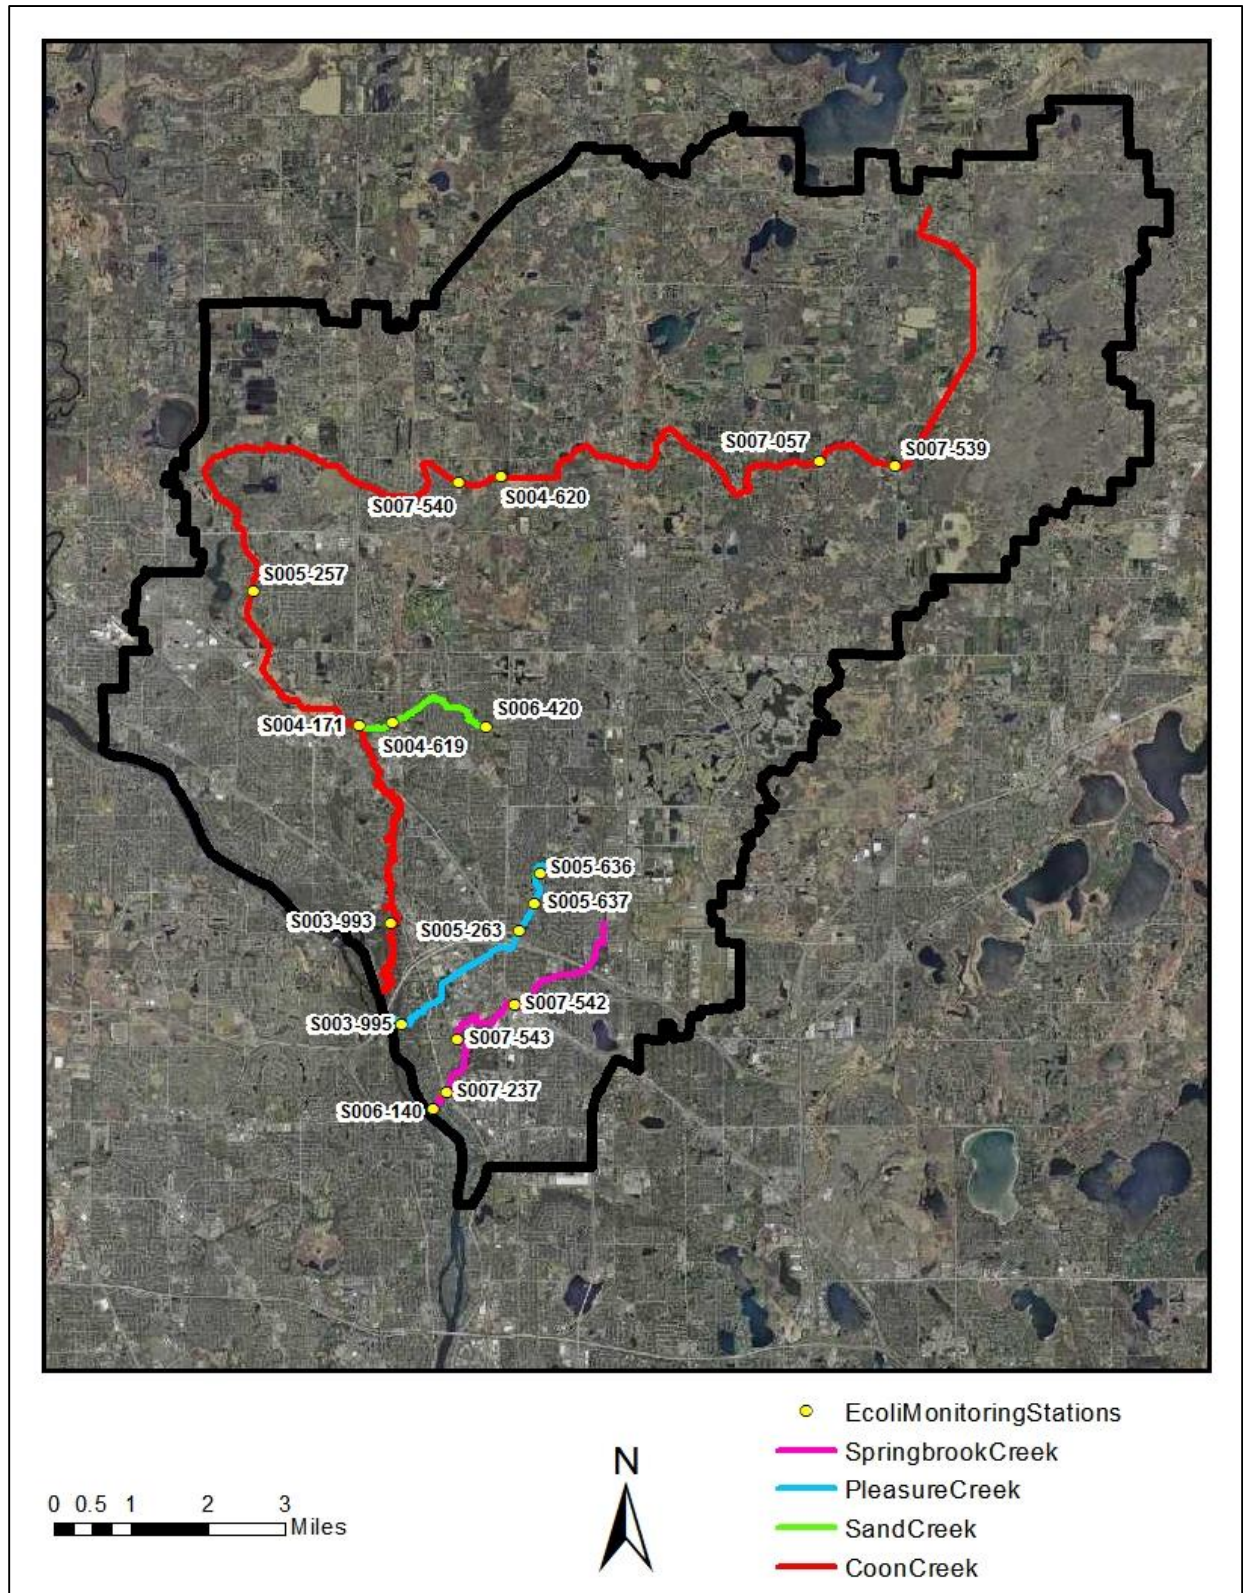 S007-057
S007-539
S007-540
S004-620
S005-257
S006-420
S004-171
S004-619
S005-636
S005-637
S003-993
S005-263
S007-542
S003-995
S007-543
S007-237
S006-140
EcoliMonitoringStations
SpringbrookCreek
PleasureCreek
SandCreek
CoonCreek
N
0 0.5 1 2 3
Miles